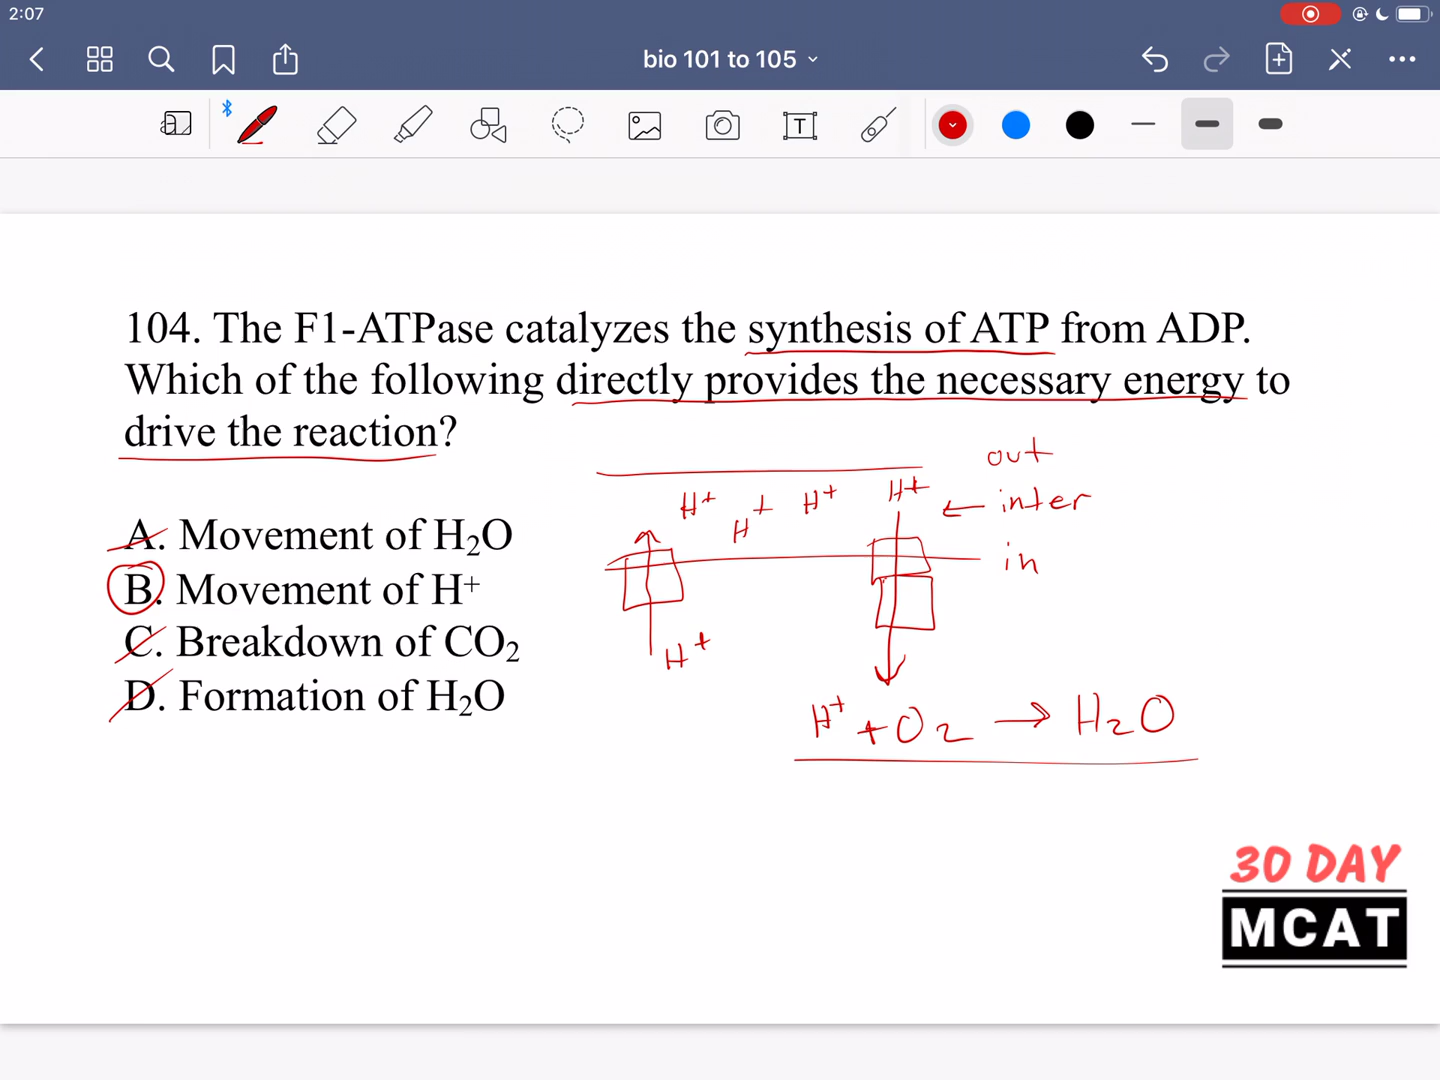 2:07
bio 101 to 105
T
104. The F1-ATPase catalyzes the synthesis of ATP from ADP.
Which of the following directly provides the necessary energy to
drive the reaction?
out
H+ H+ H+ H+ ← inter
in
A. Movement of H₂O
B. Movement of H+
C. Breakdown of CO₂
H+
D. Formation of H₂O
H+ + O₂ → H₂O
30 DAY
MCAT